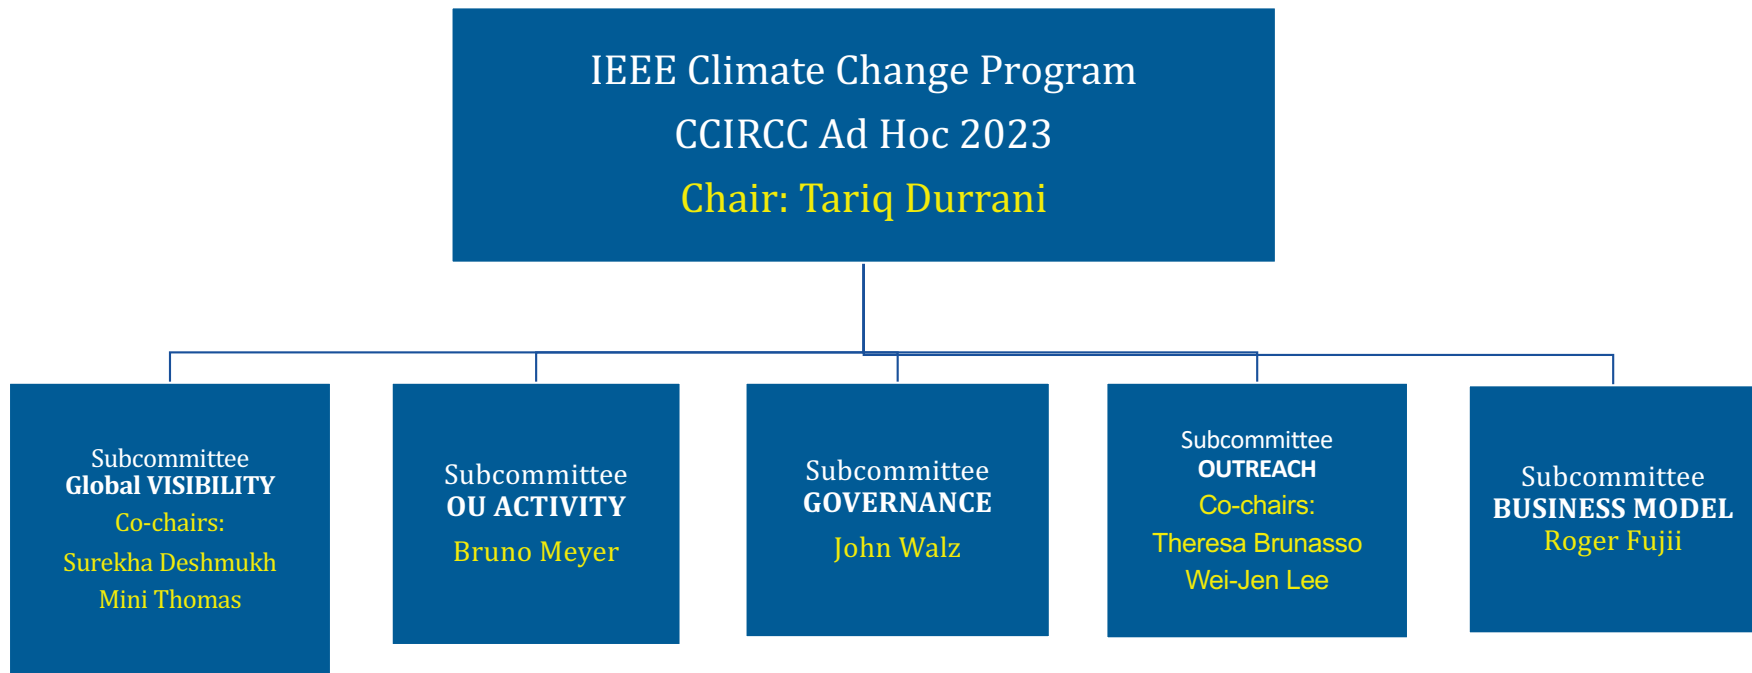 IEEE Climate Change Program
CCIRCC Ad Hoc 2023
Chair: Tariq Durrani
Subcommittee
Global VISIBILITY
Co-chairs:
Surekha Deshmukh
Mini Thomas
Subcommittee
OU ACTIVITY
Bruno Meyer
Subcommittee
GOVERNANCE
John Walz
Subcommittee
OUTREACH
Co-chairs:
Theresa Brunasso
Wei-Jen Lee
Subcommittee
BUSINESS MODEL
Roger Fujii